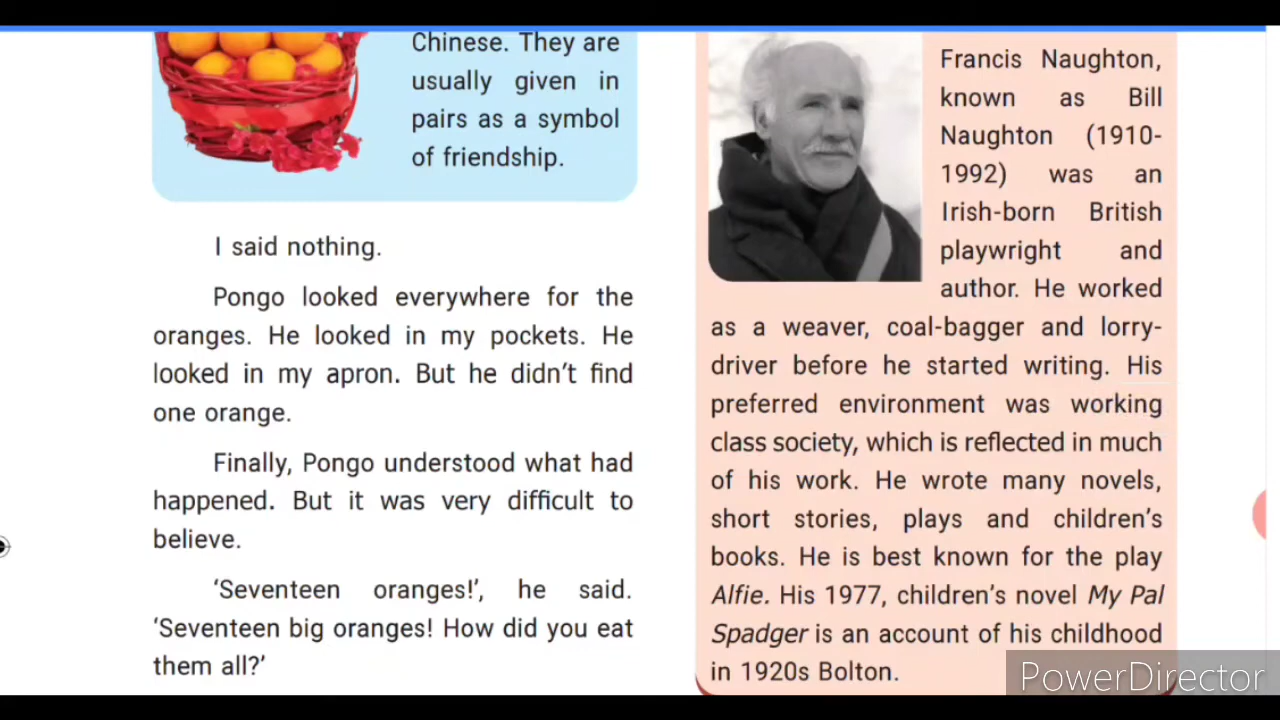 Chinese. They are
usually given in
pairs as a symbol
of friendship.
I said nothing.
Pongo looked everywhere for the
oranges. He looked in my pockets. He
looked in my apron. But he didn't find
one orange.
Finally, Pongo understood what had
happened. But it was very difficult to
believe.
‘Seventeen oranges!’, he said.
‘Seventeen big oranges! How did you eat
them all?’
Francis Naughton,
known as Bill
Naughton (1910-
1992) was an
Irish-born British
playwright and
author. He worked
as a weaver, coal-bagger and lorry-
driver before he started writing. His
preferred environment was working
class society, which is reflected in much
of his work. He wrote many novels,
short stories, plays and children's
books. He is best known for the play
Alfie. His 1977, children's novel My Pal
Spadger is an account of his childhood
in 1920s Bolton.
PowerDirector